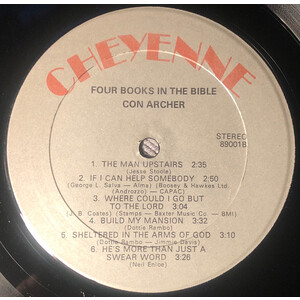 CHEYENNE
FOUR BOOKS IN THE BIBLE
CON ARCHER
STEREO
89001B
1. THE MAN UPSTAIRS 2:35
(Jesse Stoole)
2. IF I CAN HELP SOMEBODY 2:50
(George L. Salve - Alma) (Boosey & Hawkes Ltd.
(Androzzo) - CAPAC)
3. WHERE COULD I GO BUT
TO THE LORD 3:04
(J.B. Coates) (Stamps - Baxter Music Co. - BMI)
4. BUILD MY MANSION 3:22
(Dottie Rambo)
5. SHELTERED IN THE ARMS OF GOD 3:10
(Dottie Rambo - Jimmie Davis)
6. HE'S MORE THAN JUST A
SWEAR WORD 3:26
(Neil Enloe)